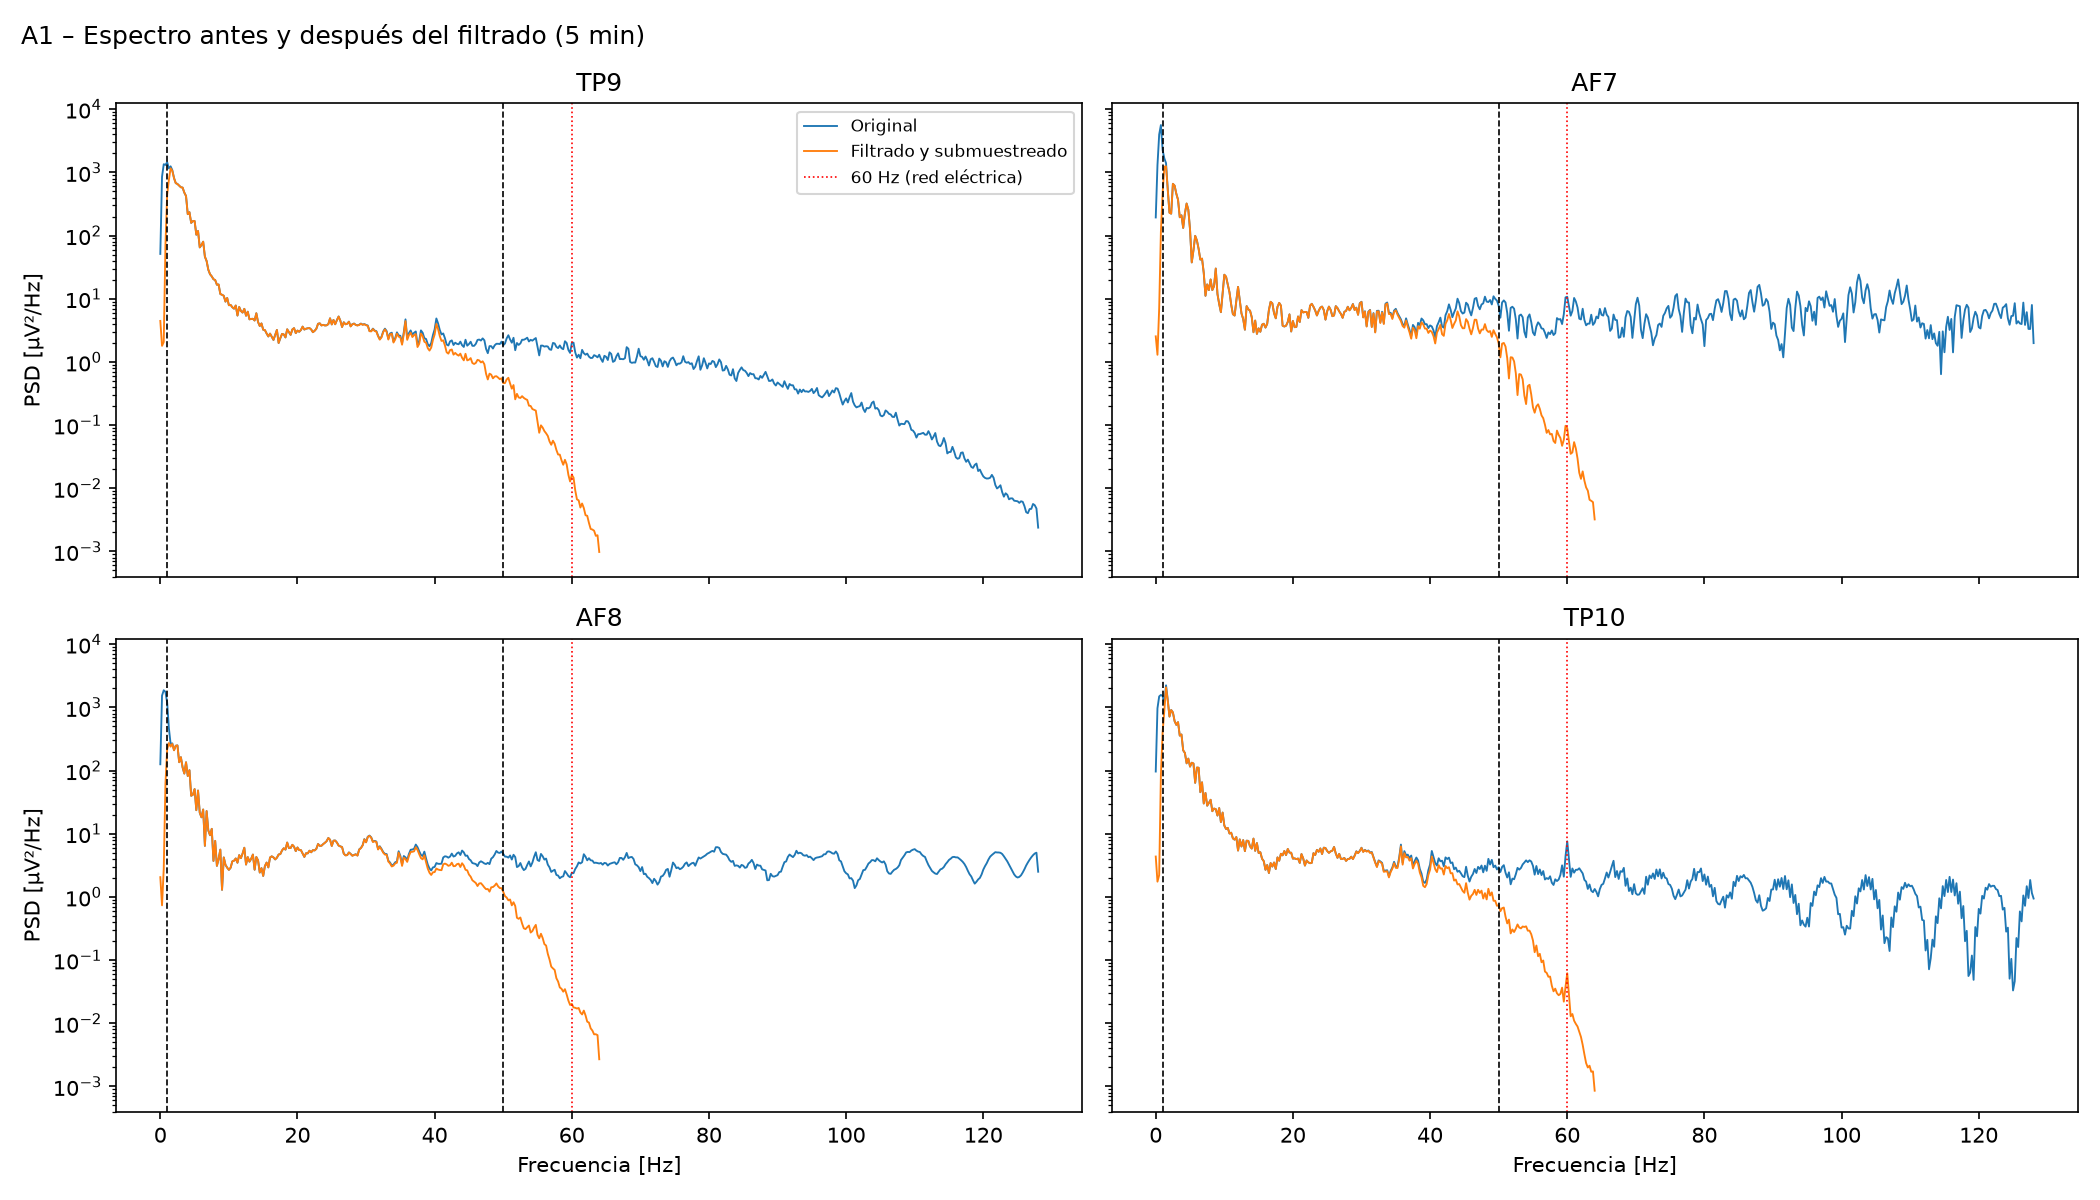 A1 – Espectro antes y después del filtrado (5 min)
TP9
AF7
10⁴
10³
10²
10¹
10⁰
10⁻¹
10⁻²
10⁻³
PSD [µV²/Hz]
Original
Filtrado y submuestreado
60 Hz (red eléctrica)
AF8
TP10
10⁴
10³
10²
10¹
10⁰
10⁻¹
10⁻²
10⁻³
PSD [µV²/Hz]
0 20 40 60 80 100 120
0 20 40 60 80 100 120
Frecuencia [Hz]
Frecuencia [Hz]